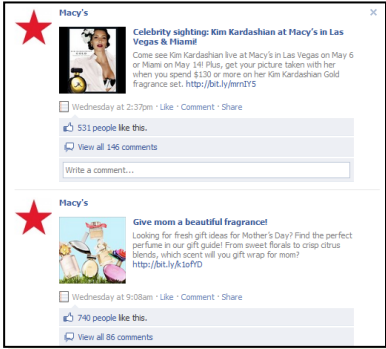 Macy's
Celebrity sighting: Kim Kardashian at Macy's in Las
Vegas & Miami!
Come see Kim Kardashian live at Macy's in Las Vegas on May 6
or Miami on May 14! Plus, get your picture taken with her
when you spend $130 or more on her Kim Kardashian Gold
fragrance set. http://bit.ly/mrnIY5
Wednesday at 2:37pm · Like · Comment · Share
531 people like this.
View all 146 comments
Write a comment...
Macy's
Give mom a beautiful fragrance!
Looking for fresh gift ideas for Mother's Day? Find the perfect
perfume in our gift guide! From sweet florals to crisp citrus
blends, which scent will you gift wrap for mom?
http://bit.ly/k1ofYD
Wednesday at 9:08am · Like · Comment · Share
740 people like this.
View all 86 comments